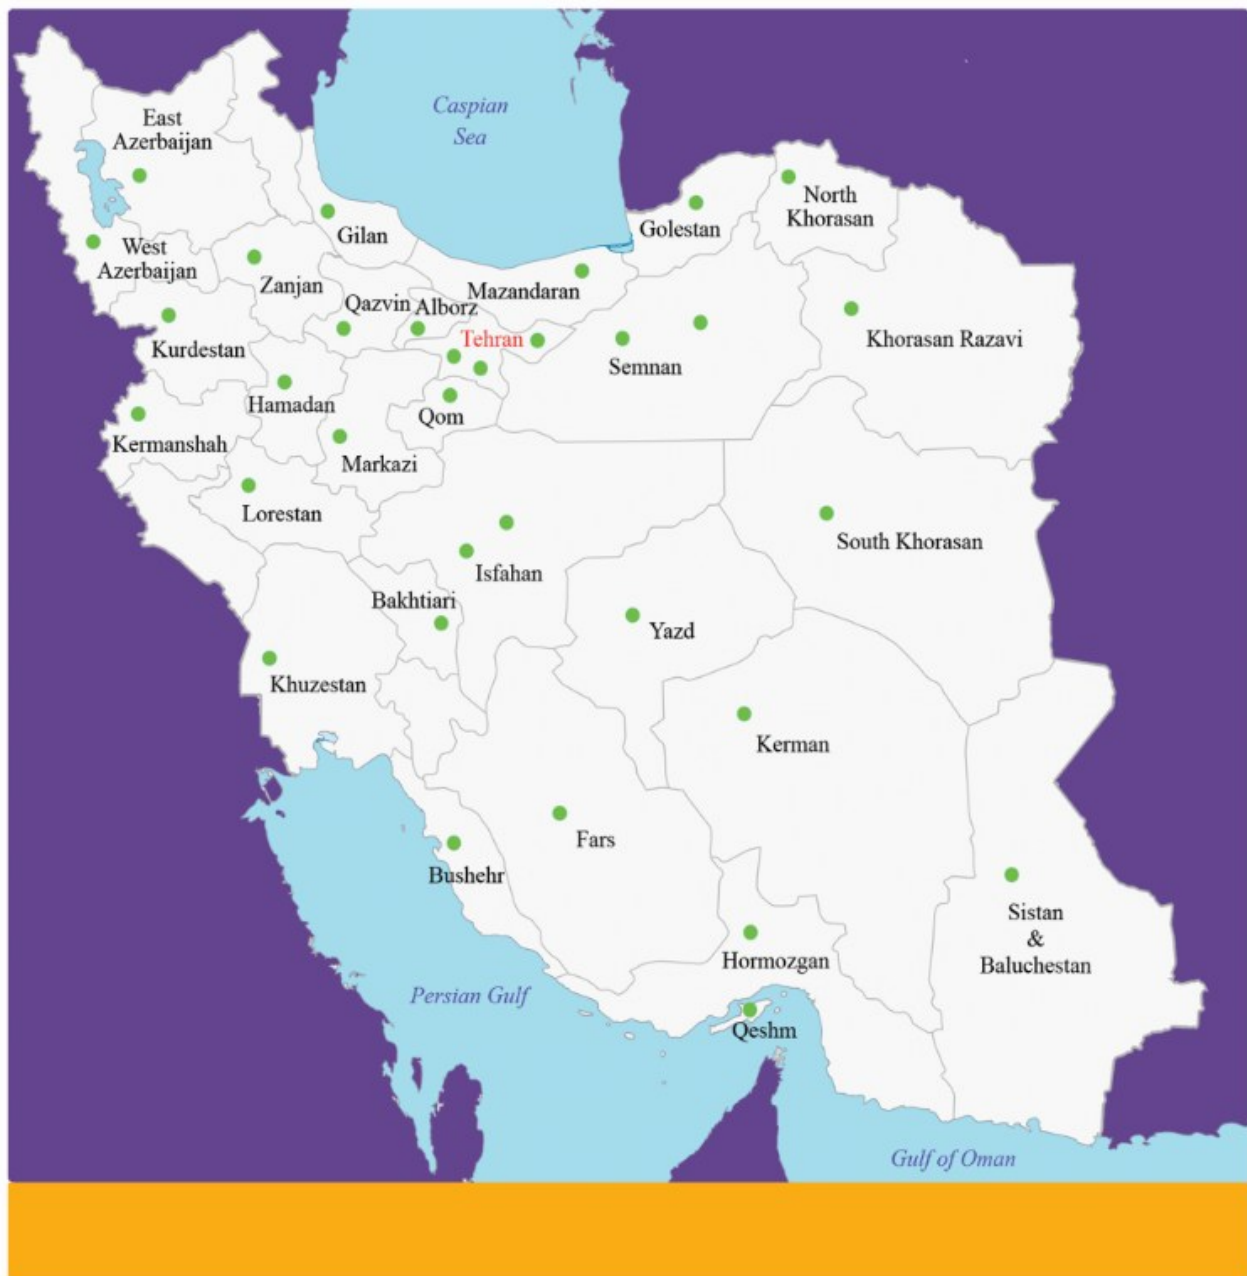 Caspian
Sea
East
Azerbaijan
North
Khorasan
Golestan
Gilan
West
Azerbaijan
Zanjan
Mazandaran
Qazvin
Alborz
Tehran
Khorasan Razavi
Kurdestan
Semnan
Hamadan
Qom
Kermanshah
Markazi
Lorestan
South Khorasan
Isfahan
Bakhtiari
Yazd
Khuzestan
Kerman
Fars
Bushehr
Sistan
&
Baluchestan
Hormozgan
Persian Gulf
Qeshm
Gulf of Oman